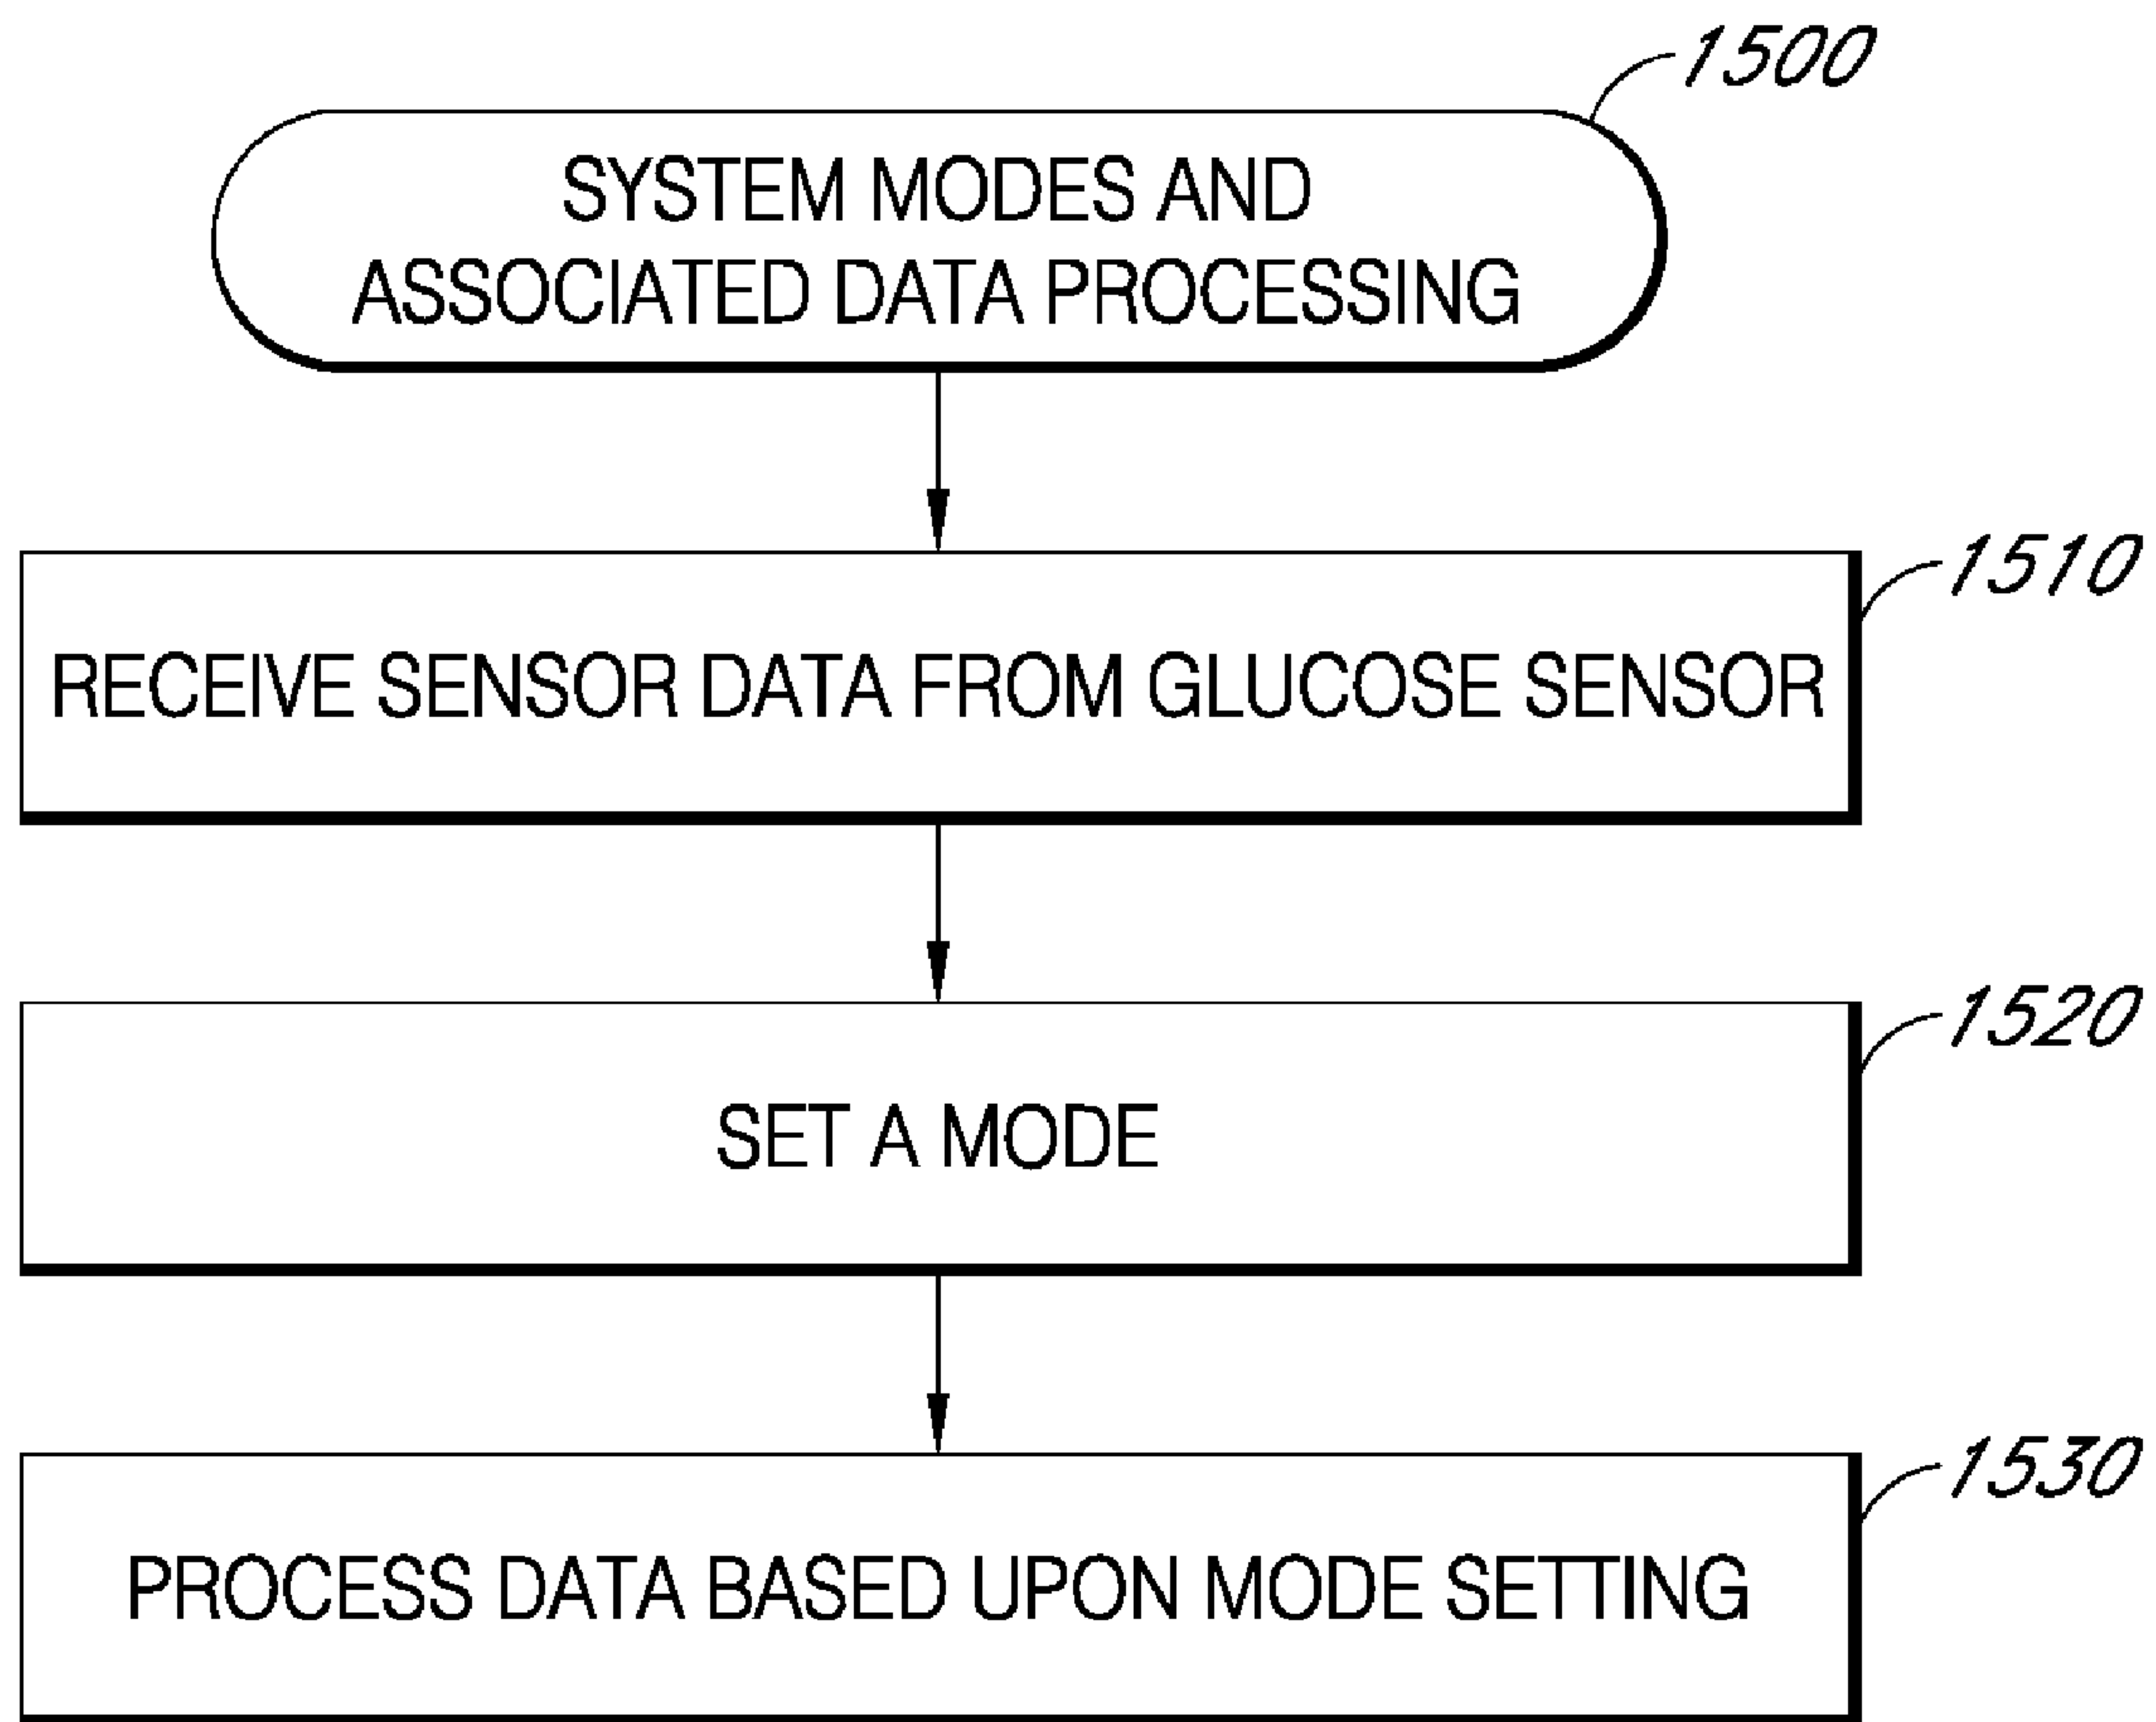 1500
SYSTEM MODES AND
ASSOCIATED DATA PROCESSING
1510
RECEIVE SENSOR DATA FROM GLUCOSE SENSOR
1520
SET A MODE
1530
PROCESS DATA BASED UPON MODE SETTING